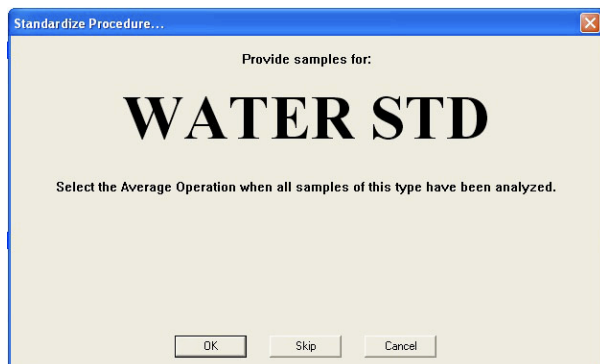 Standardize Procedure...
Provide samples for:
WATER STD
Select the Average Operation when all samples of this type have been analyzed.
OK Skip Cancel